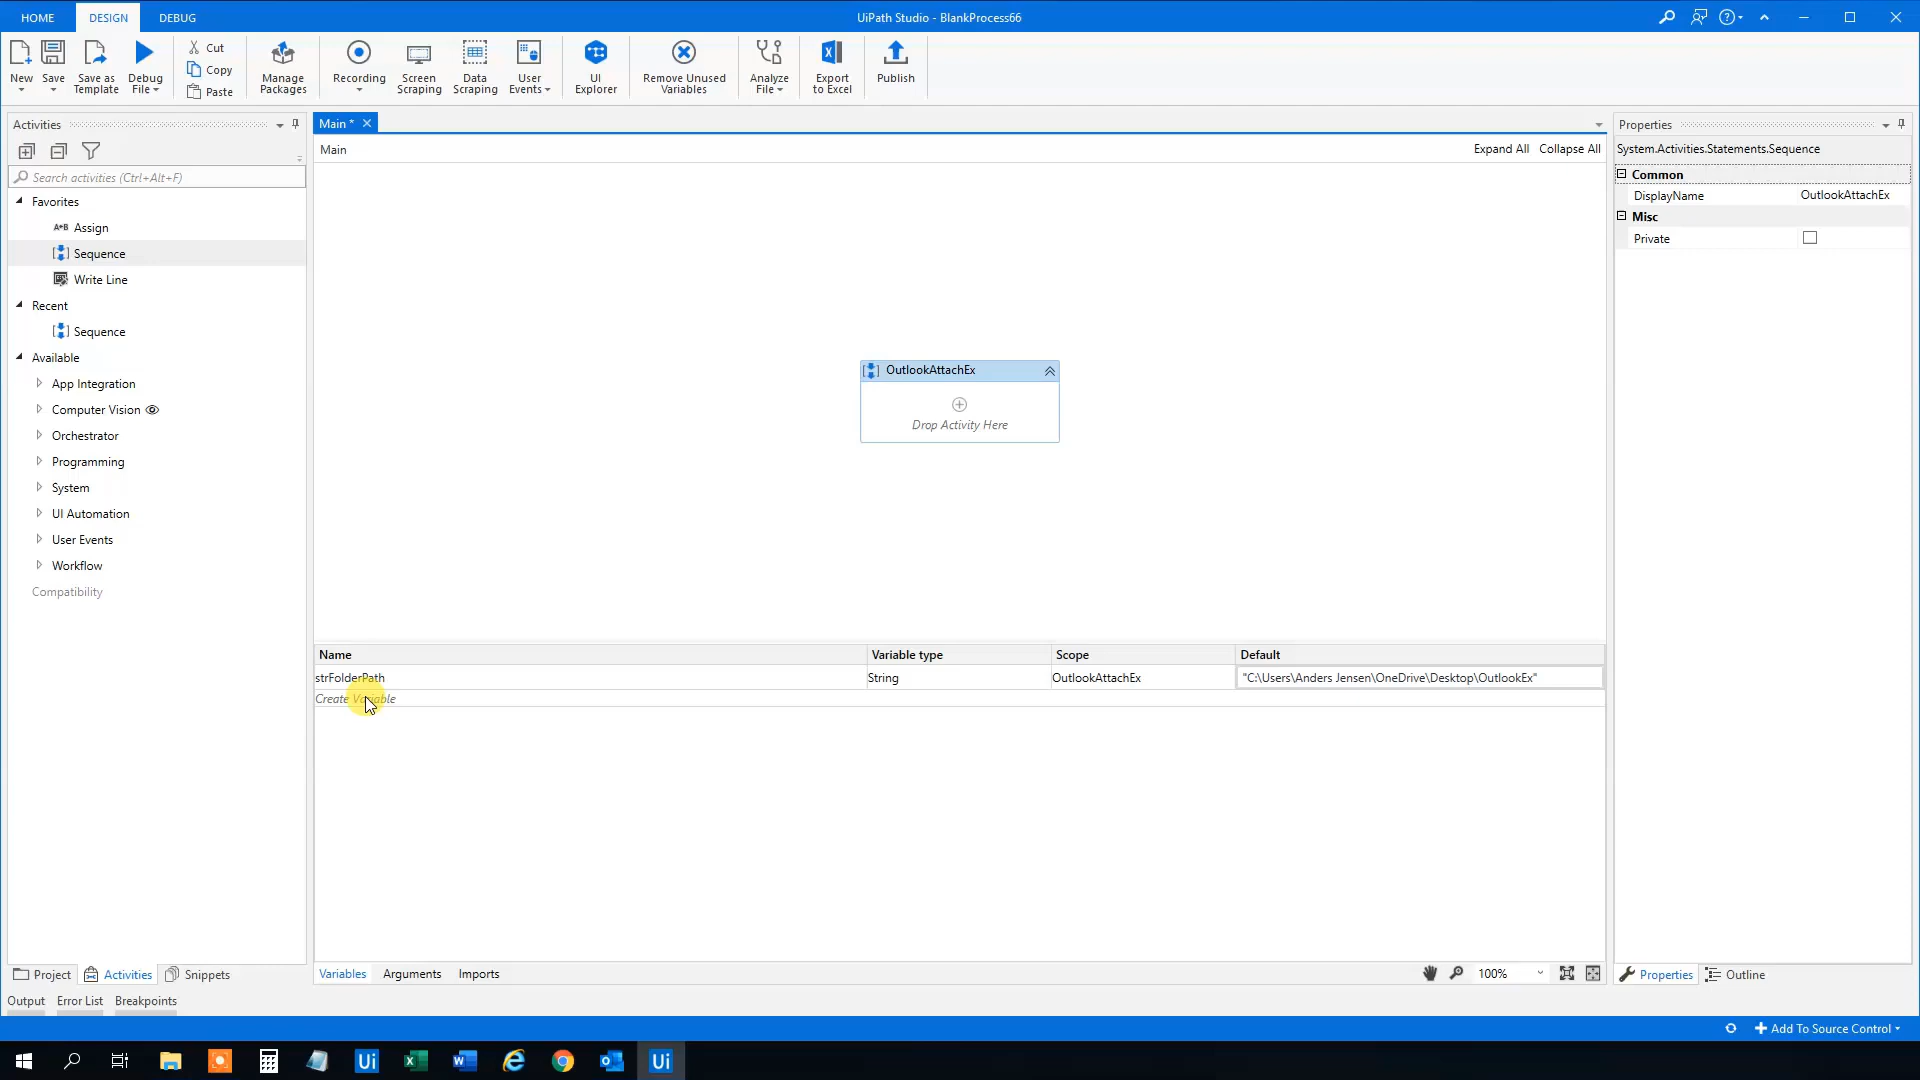 HOME DESIGN DEBUG UiPath Studio - BlankProcess66
New Save Save as Template Debug File Cut Copy Paste Manage Packages Recording Screen Scraping Data Scraping User Events UI Explorer Remove Unused Variables Analyze File Export to Excel Publish
Activities
Search activities (Ctrl+Alt+F)
Favorites
A*B Assign
Sequence
Write Line
Recent
Sequence
Available
App Integration
Computer Vision
Orchestrator
Programming
System
UI Automation
User Events
Workflow
Compatibility
Main *
Main Expand All Collapse All
OutlookAttachEx
Drop Activity Here
Name Variable type Scope Default
strFolderPath String OutlookAttachEx "C:\Users\Anders Jensen\OneDrive\Desktop\OutlookEx"
Create Variable
Variables Arguments Imports 100%
Properties
System.Activities.Statements.Sequence
Common
DisplayName OutlookAttachEx
Misc
Private
Project Activities Snippets
Properties Outline
Output Error List Breakpoints
Add To Source Control
Ui Ui